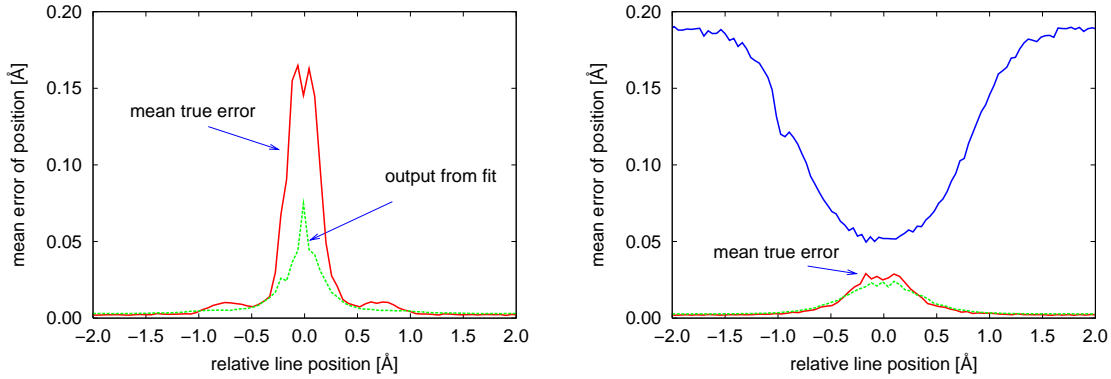 0.20
0.15
0.10
0.05
0.00
mean error of position [Å]
mean true error
output from fit
−2.0 −1.5 −1.0 −0.5 0.0 0.5 1.0 1.5 2.0
relative line position [Å]
0.20
0.15
0.10
0.05
0.00
mean error of position [Å]
mean true error
−2.0 −1.5 −1.0 −0.5 0.0 0.5 1.0 1.5 2.0
relative line position [Å]